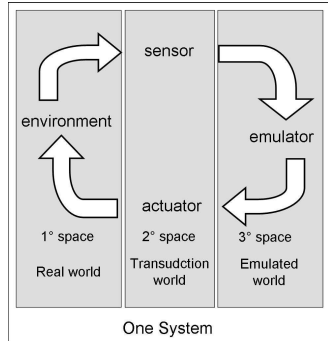 sensor
environment
emulator
actuator
1° space
2° space
3° space
Real world
Transudction
world
Emulated
world
One System